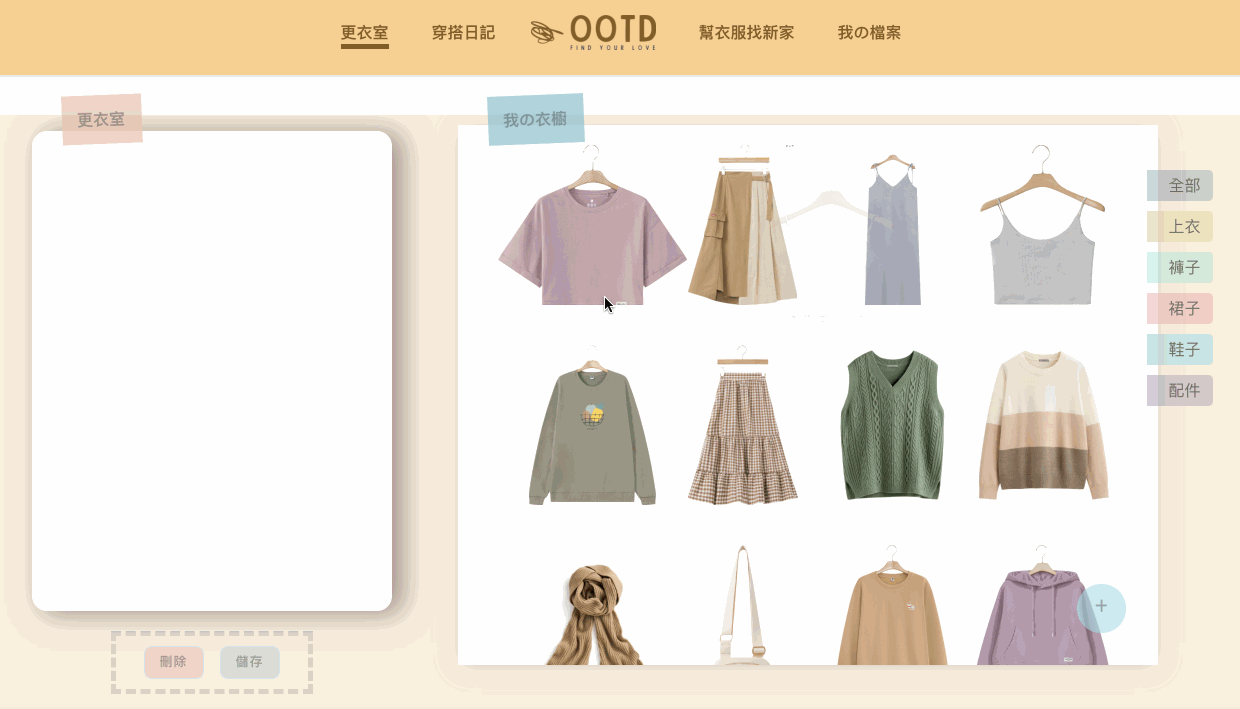 更衣室
穿搭日記
OOTD
FIND YOUR LOVE
幫衣服找新家
我的檔案
更衣室
我の衣櫥
全部
上衣
褲子
裙子
鞋子
配件
+
刪除
儲存